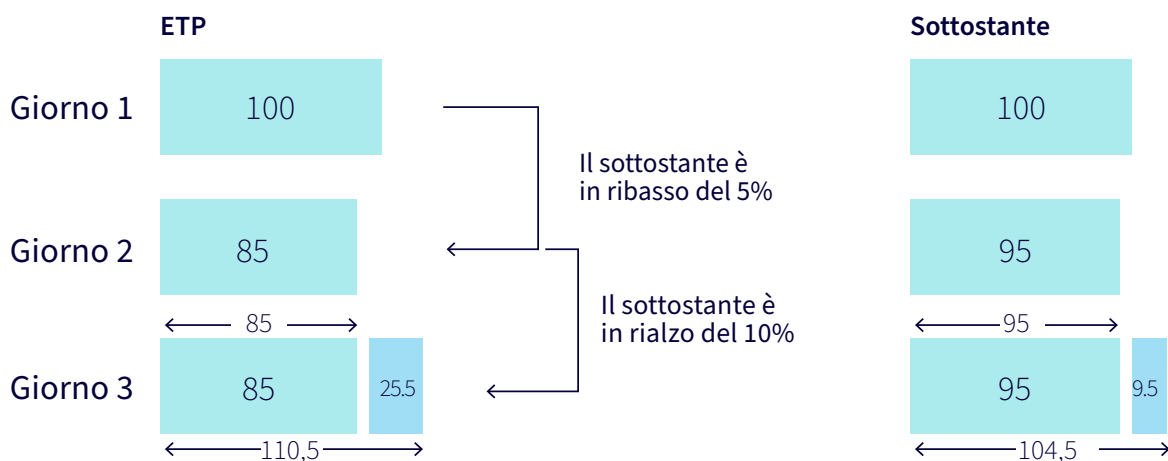 ETP
Sottostante
Giorno 1
100
100
Il sottostante è
in ribasso del 5%
Giorno 2
85
95
85
95
Il sottostante è
in rialzo del 10%
Giorno 3
85
25.5
95
9.5
110,5
104,5